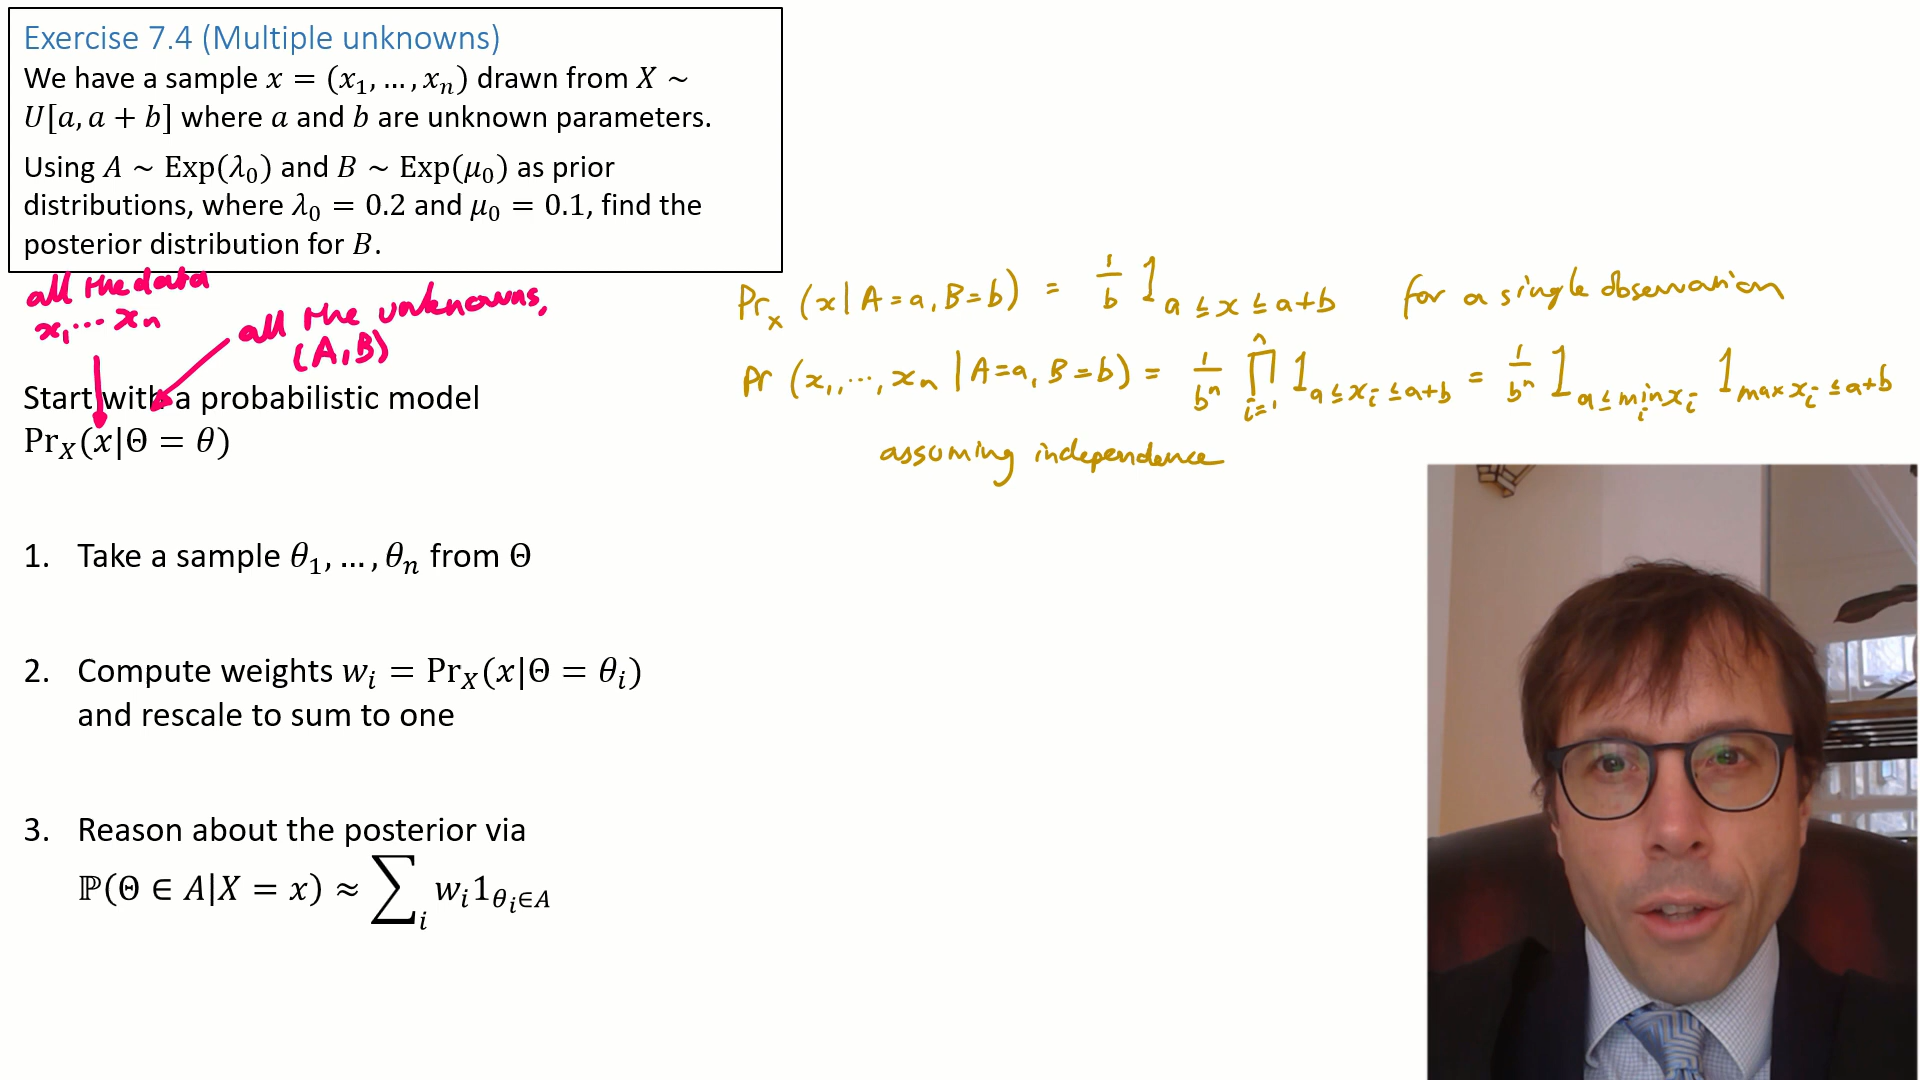 Exercise 7.4 (Multiple unknowns)
We have a sample x = (x₁, … , xₙ) drawn from X ~
U[a, a + b] where a and b are unknown parameters.
Using A ~ Exp(λ₀) and B ~ Exp(μ₀) as prior
distributions, where λ₀ = 0.2 and μ₀ = 0.1, find the
posterior distribution for B.
all the data
x₁ ··· xₙ
all the unknowns,
(A, B)
Start with a probabilistic model
Pr_X(x|Θ = θ)
1. Take a sample θ₁, … , θₙ from Θ
2. Compute weights wᵢ = Pr_X(x|Θ = θᵢ)
and rescale to sum to one
3. Reason about the posterior via
ℙ(Θ ∈ A|X = x) ≈ ∑ᵢ wᵢ1_{θᵢ∈A}
Pr_x (x | A = a, B = b) = 1/b 1_{a ≤ x ≤ a+b} for a single observation
Pr (x₁, ···, xₙ | A = a, B = b) = 1/bⁿ ∏_{i=1}^{n} 1_{a ≤ xᵢ ≤ a+b} = 1/bⁿ 1_{a ≤ min_i xᵢ} 1_{max xᵢ ≤ a+b}
assuming independence